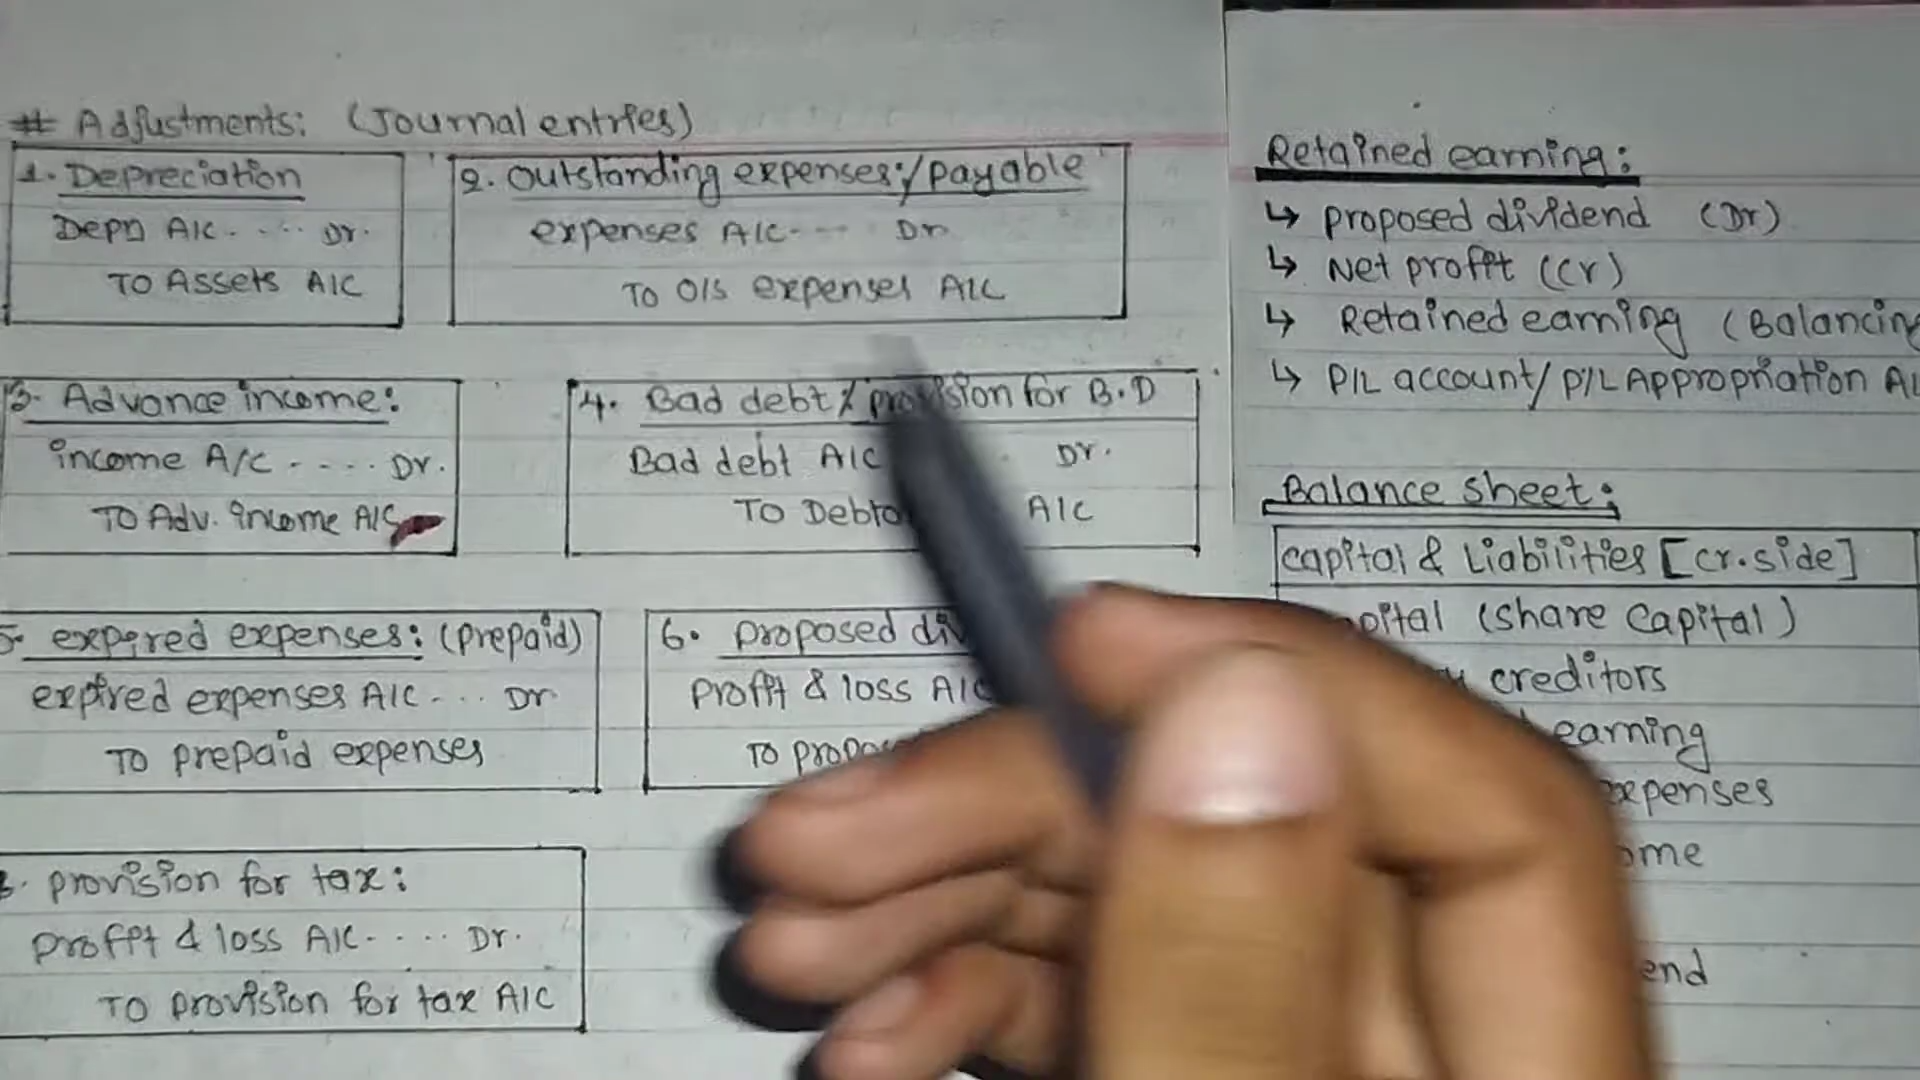 # Adjustments: (Journal entries)
1. Depreciation
Depn A/C..... Dr.
To Assets A/C
2. Outstanding expenses:/payable
expenses A/C---- Dr
To O/S expenses A/C
3. Advance income:
income A/C ..... Dr.
To Adv. income A/C
4. Bad debt / provision for B.D
Bad debt A/C Dr.
To A/C
5. expired expenses: (prepaid)
expired expenses A/C.... Dr
To prepaid expenses
6. proposed
profit & loss A/C
To
provision for tax:
profit & loss A/C..... Dr.
To provision for tax A/C
Retained earning:
↳ proposed dividend (Dr)
↳ Net profit (Cr)
↳ Retained earning (Balancing
↳ P/L account/ P/L Appropriation
Balance sheet:
Capital & Liabilities [cr. side]
(share capital)
creditors
earning
expenses